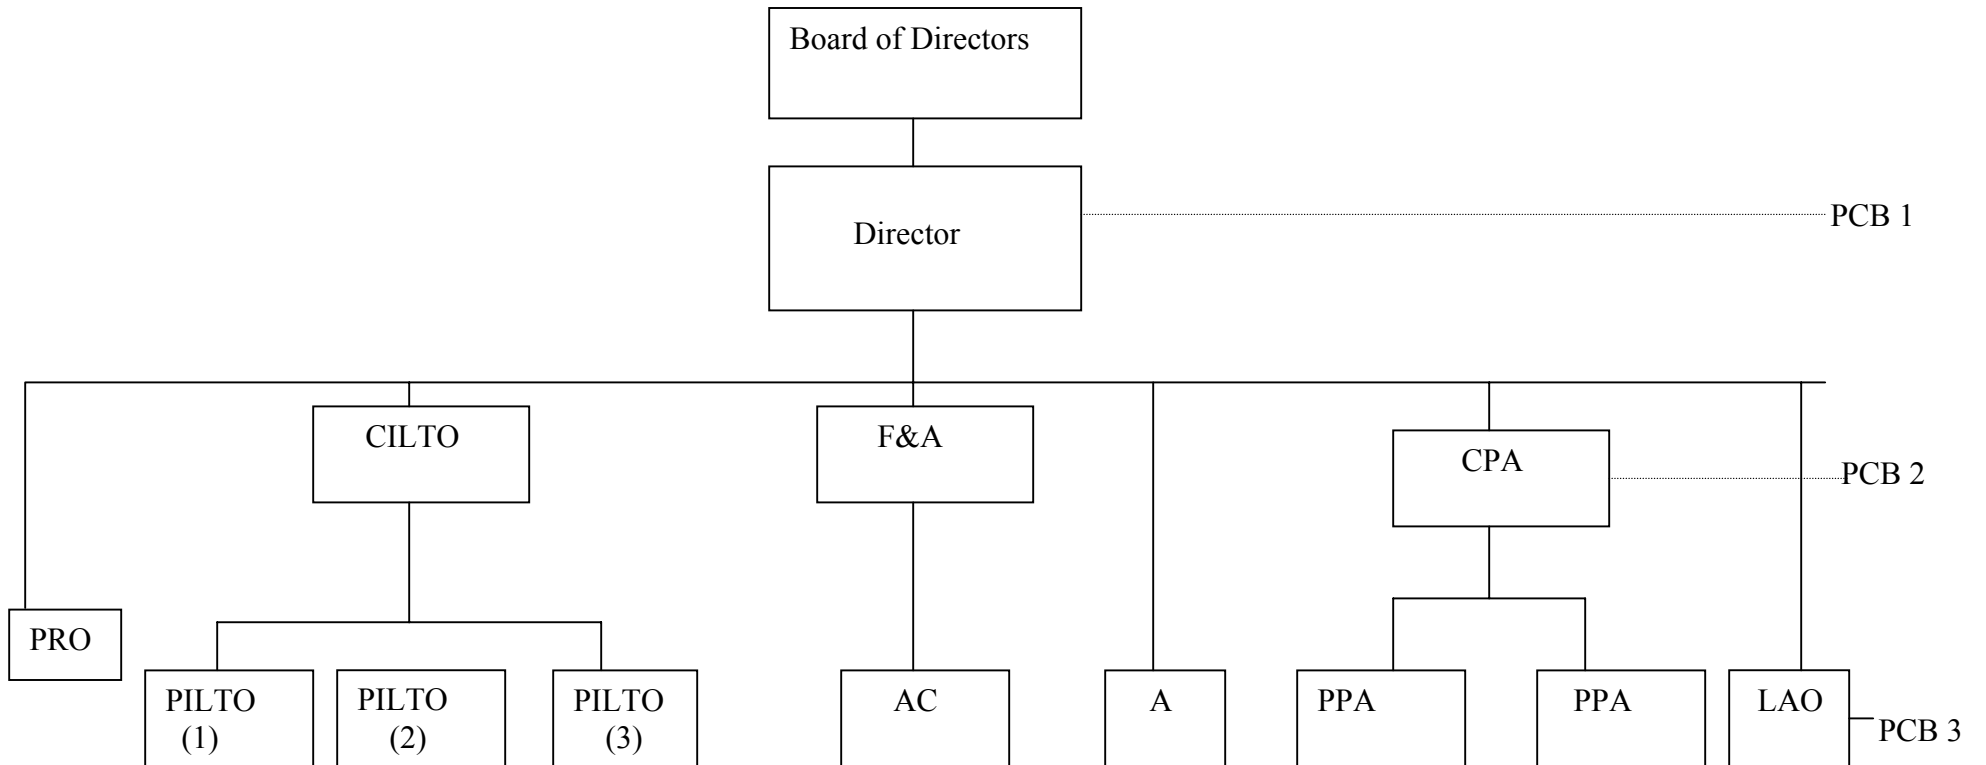 Board of Directors
Director
PCB 1
CILTO
F&A
CPA
PCB 2
PRO
PILTO
(1)
PILTO
(2)
PILTO
(3)
AC
A
PPA
PPA
LAO
PCB 3